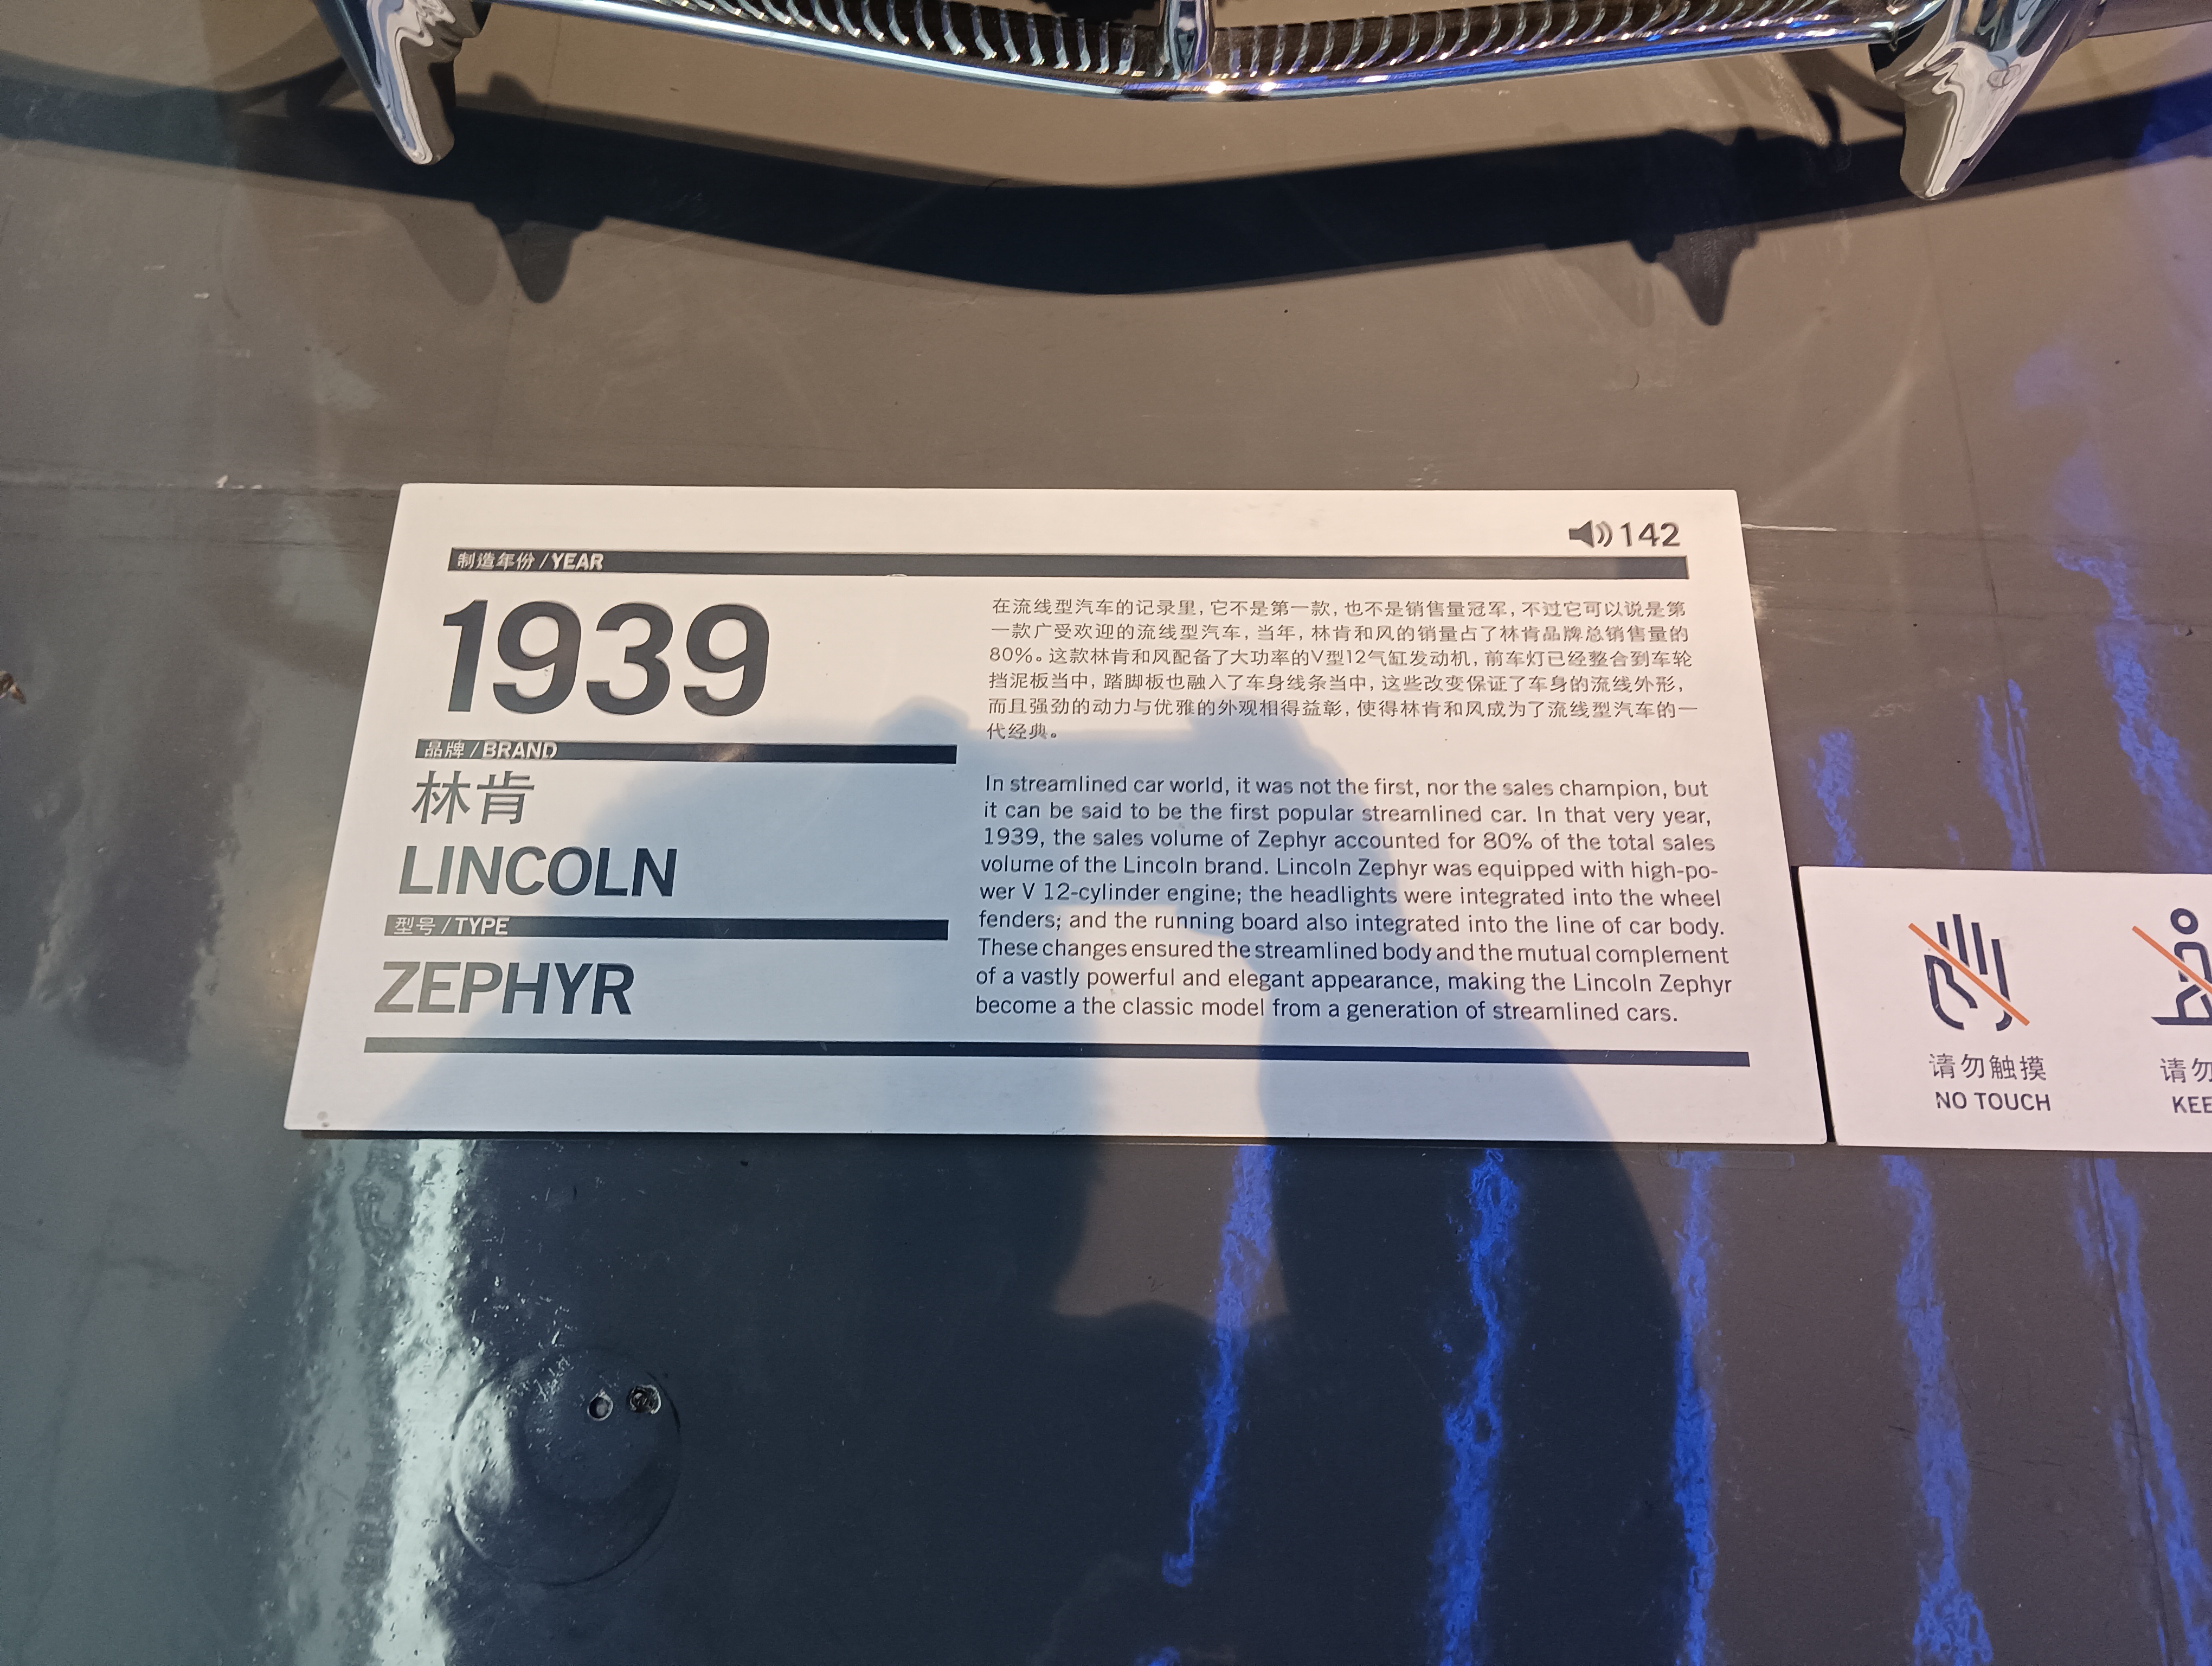 142
制造年份 / YEAR
1939
品牌 / BRAND
林肯
LINCOLN
型号 / TYPE
ZEPHYR
在流线型汽车的记录里，它不是第一款，也不是销售量冠军，不过它可以说是第
一款广受欢迎的流线型汽车，当年，林肯和风的销量占了林肯品牌总销售量的
80%。这款林肯和风配备了大功率的V型12气缸发动机，前车灯已经整合到车轮
挡泥板当中，踏脚板也融入了车身线条当中，这些改变保证了车身的流线外形，
而且强劲的动力与优雅的外观相得益彰，使得林肯和风成为了流线型汽车的一
代经典。
In streamlined car world, it was not the first, nor the sales champion, but
it can be said to be the first popular streamlined car. In that very year,
1939, the sales volume of Zephyr accounted for 80% of the total sales
volume of the Lincoln brand. Lincoln Zephyr was equipped with high-po-
wer V 12-cylinder engine; the headlights were integrated into the wheel
fenders; and the running board also integrated into the line of car body.
These changes ensured the streamlined body and the mutual complement
of a vastly powerful and elegant appearance, making the Lincoln Zephyr
become a the classic model from a generation of streamlined cars.
请勿触摸
NO TOUCH
请勿
KEE